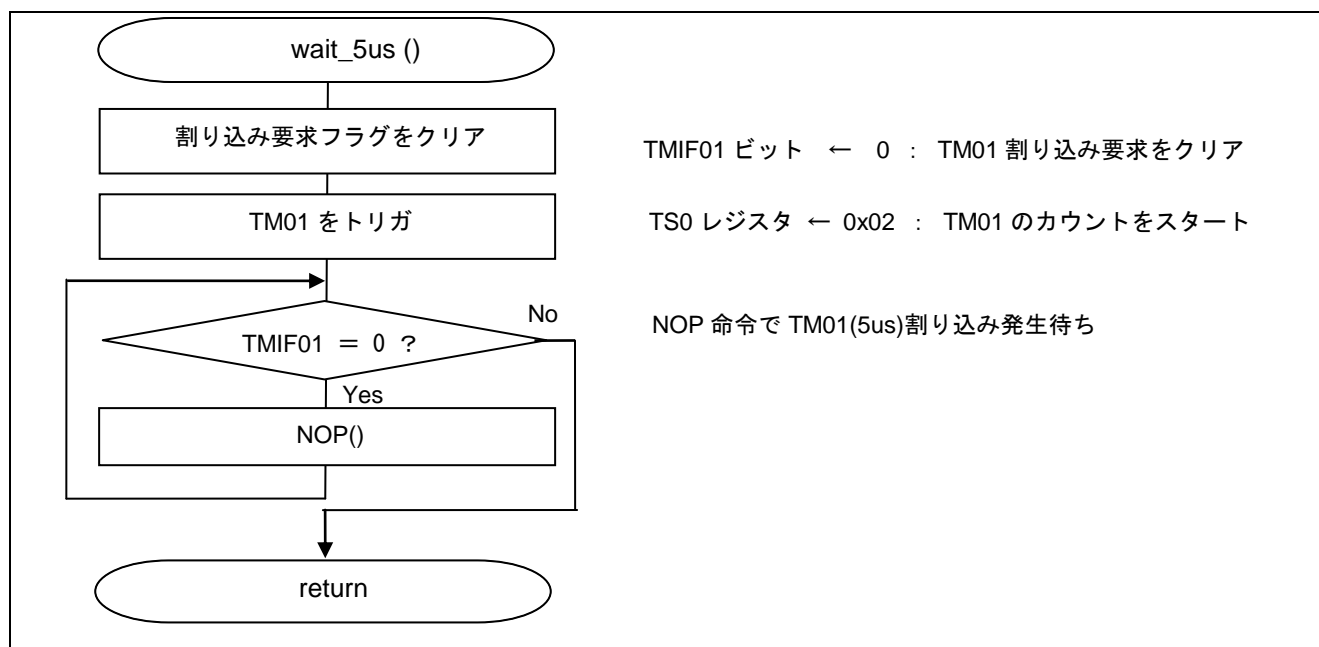 wait_5us ()
割り込み要求フラグをクリア
TMIF01 ビット ← 0 : TM01 割り込み要求をクリア
TM01 をトリガ
TS0 レジスタ ← 0x02 : TM01 のカウントをスタート
No
TMIF01 = 0 ?
NOP 命令で TM01(5us)割り込み発生待ち
Yes
NOP()
return